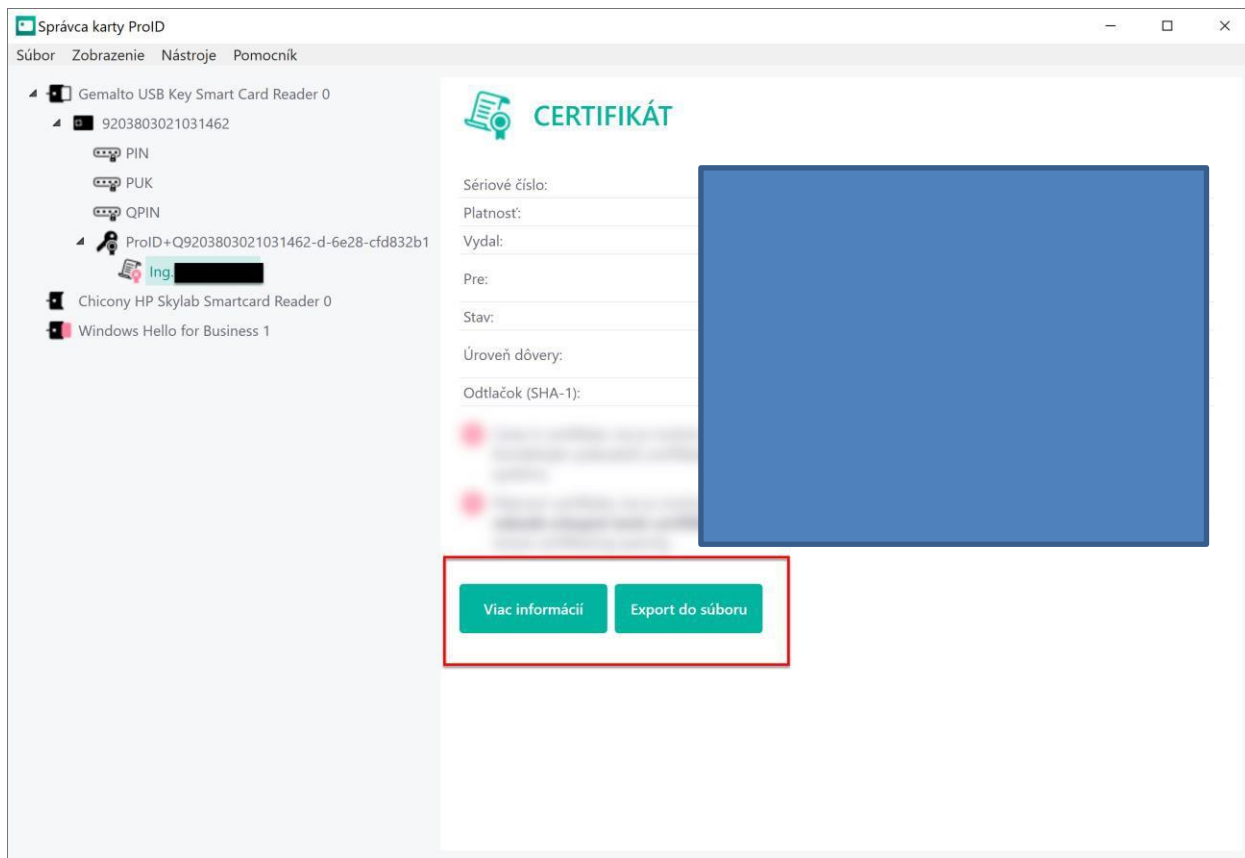 Správca karty ProID
Súbor Zobrazenie Nástroje Pomocník
Gemalto USB Key Smart Card Reader 0
9203803021031462
PIN
PUK
QPIN
ProID+Q9203803021031462-d-6e28-cfd832b1
Ing.
Chicony HP Skylab Smartcard Reader 0
Windows Hello for Business 1
CERTIFIKÁT
Sériové číslo:
Platnosť:
Vydal:
Pre:
Stav:
Úroveň dôvery:
Odtlačok (SHA-1):
Viac informácií Export do súboru